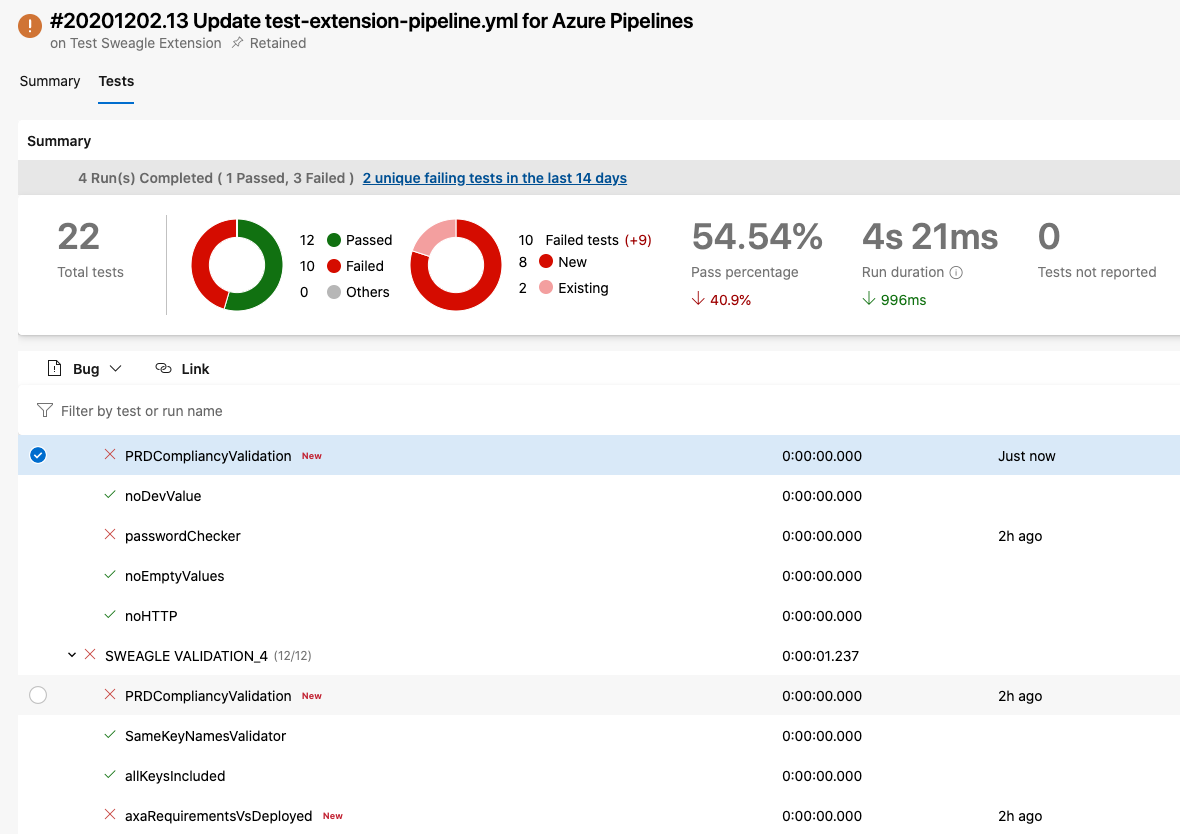 #20201202.13 Update test-extension-pipeline.yml for Azure Pipelines
on Test Sweagle Extension Retained
Summary Tests
Summary
4 Run(s) Completed ( 1 Passed, 3 Failed ) 2 unique failing tests in the last 14 days
22
Total tests
12 Passed
10 Failed
0 Others
10 Failed tests (+9)
8 New
2 Existing
54.54%
Pass percentage
40.9%
4s 21ms
Run duration
996ms
0
Tests not reported
Bug Link
Filter by test or run name
PRDCompliancyValidation New 0:00:00.000 Just now
noDevValue 0:00:00.000
passwordChecker 0:00:00.000 2h ago
noEmptyValues 0:00:00.000
noHTTP 0:00:00.000
SWEAGLE VALIDATION_4 (12/12) 0:00:01.237
PRDCompliancyValidation New 0:00:00.000 2h ago
SameKeyNamesValidator 0:00:00.000
allKeysIncluded 0:00:00.000
axaRequirementsVsDeployed New 0:00:00.000 2h ago